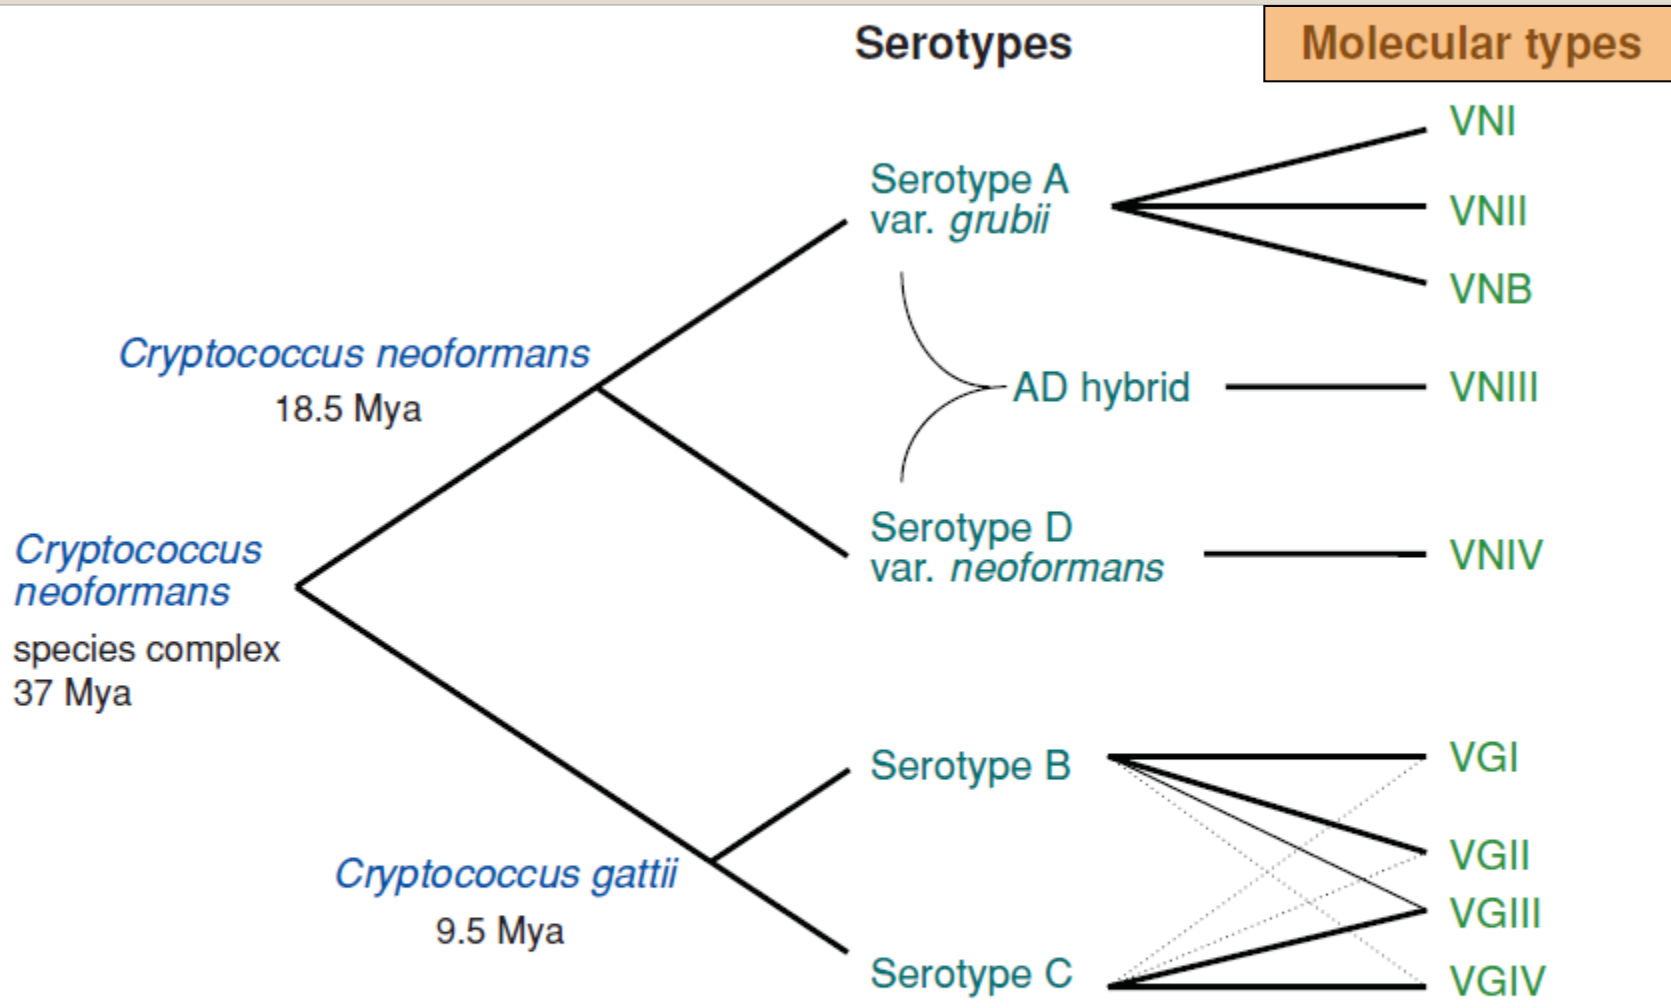 Serotypes
Molecular types
VNI
Serotype A
var. grubii
VNII
VNB
Cryptococcus neoformans
18.5 Mya
AD hybrid
VNIII
Cryptococcus
neoformans
species complex
37 Mya
Serotype D
var. neoformans
VNIV
Serotype B
VGI
VGII
Cryptococcus gattii
9.5 Mya
VGIII
Serotype C
VGIV